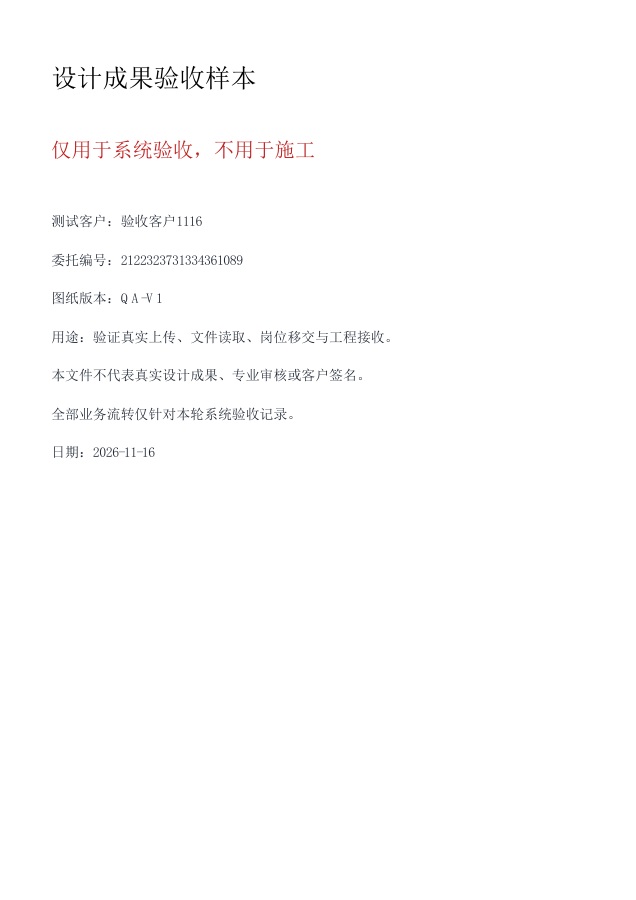 设计成果验收样本
仅用于系统验收，不用于施工
测试客户：验收客户1116
委托编号：2122323731334361089
图纸版本：QA-V1
用途：验证真实上传、文件读取、岗位移交与工程接收。
本文件不代表真实设计成果、专业审核或客户签名。
全部业务流转仅针对本轮系统验收记录。
日期：2026-11-16